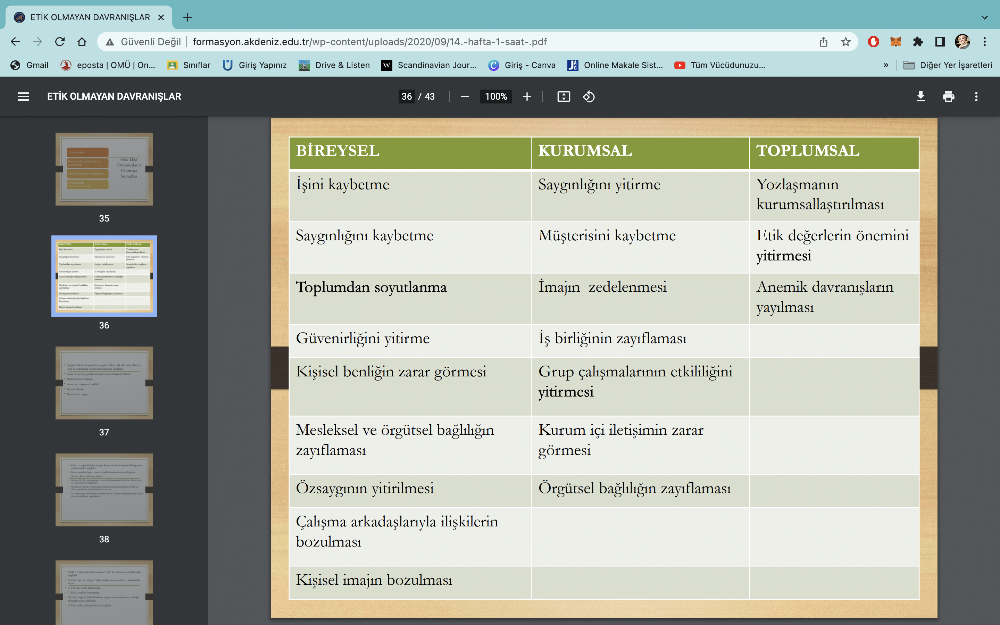 ETİK OLMAYAN DAVRANIŞLAR
Güvenli Değil
formasyon.akdeniz.edu.tr/wp-content/uploads/2020/09/14.-hafta-1-saat-.pdf
Gmail
eposta | OMÜ | On...
Sınıflar
Giriş Yapınız
Drive & Listen
W
Scandinavian Jour...
Giriş - Canva
Online Makale Sist...
Tüm Vücüdunuzu...
»
Diğer Yer İşaretleri
ETİK OLMAYAN DAVRANIŞLAR
36 / 43
100%
Etik Dışı
Davranışların
Olumsuz
Sonuçları
35
36
37
38
BİREYSEL
KURUMSAL
TOPLUMSAL
İşini kaybetme
Saygınlığını yitirme
Yozlaşmanın
kurumsallaştırılması
Saygınlığını kaybetme
Müşterisini kaybetme
Etik değerlerin önemini
yitirmesi
Toplumdan soyutlanma
İmajın zedelenmesi
Anemik davranışların
yayılması
Güvenirliğini yitirme
İş birliğinin zayıflaması
Kişisel benliğin zarar görmesi
Grup çalışmalarının etkililiğini
yitirmesi
Mesleksel ve örgütsel bağlılığın
zayıflaması
Kurum içi iletişimin zarar
görmesi
Özsaygının yitirilmesi
Örgütsel bağlılığın zayıflaması
Çalışma arkadaşlarıyla ilişkilerin
bozulması
Kişisel imajın bozulması